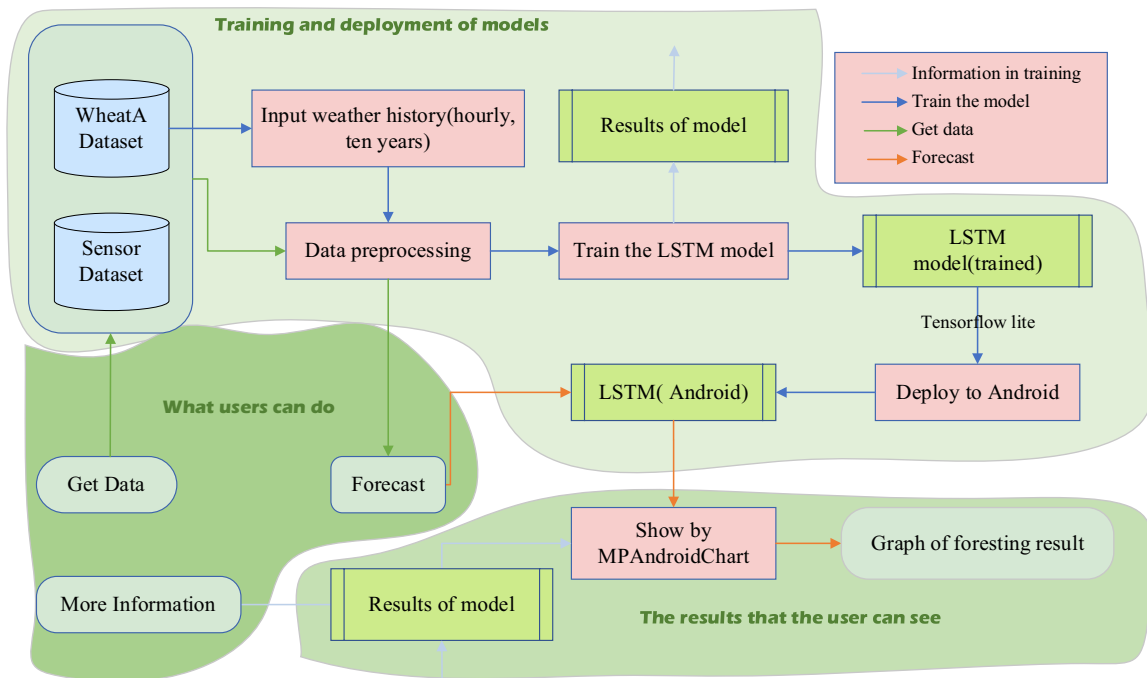 Training and deployment of models
WheatA
Dataset
Sensor
Dataset
Input weather history(hourly,
ten years)
Results of model
Information in training
Train the model
Get data
Forecast
Data preprocessing
Train the LSTM model
LSTM
model(trained)
Tensorflow lite
LSTM( Android)
Deploy to Android
What users can do
Get Data
Forecast
Show by
MPAndroidChart
Graph of foresting result
More Information
Results of model
The results that the user can see